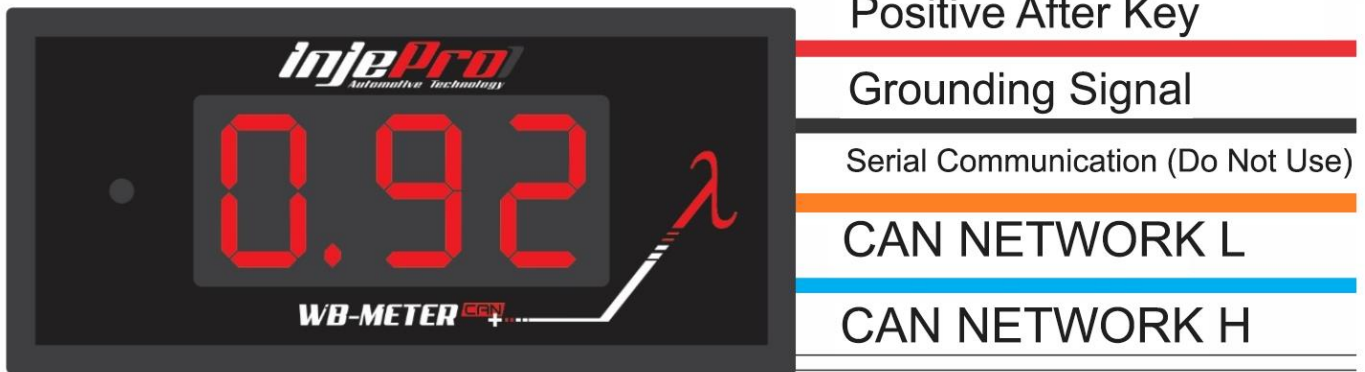 Positive After Key
injePro
Automotive Technology
Grounding Signal
0.92
λ
Serial Communication (Do Not Use)
CAN NETWORK L
WB-METER CAN+
CAN NETWORK H